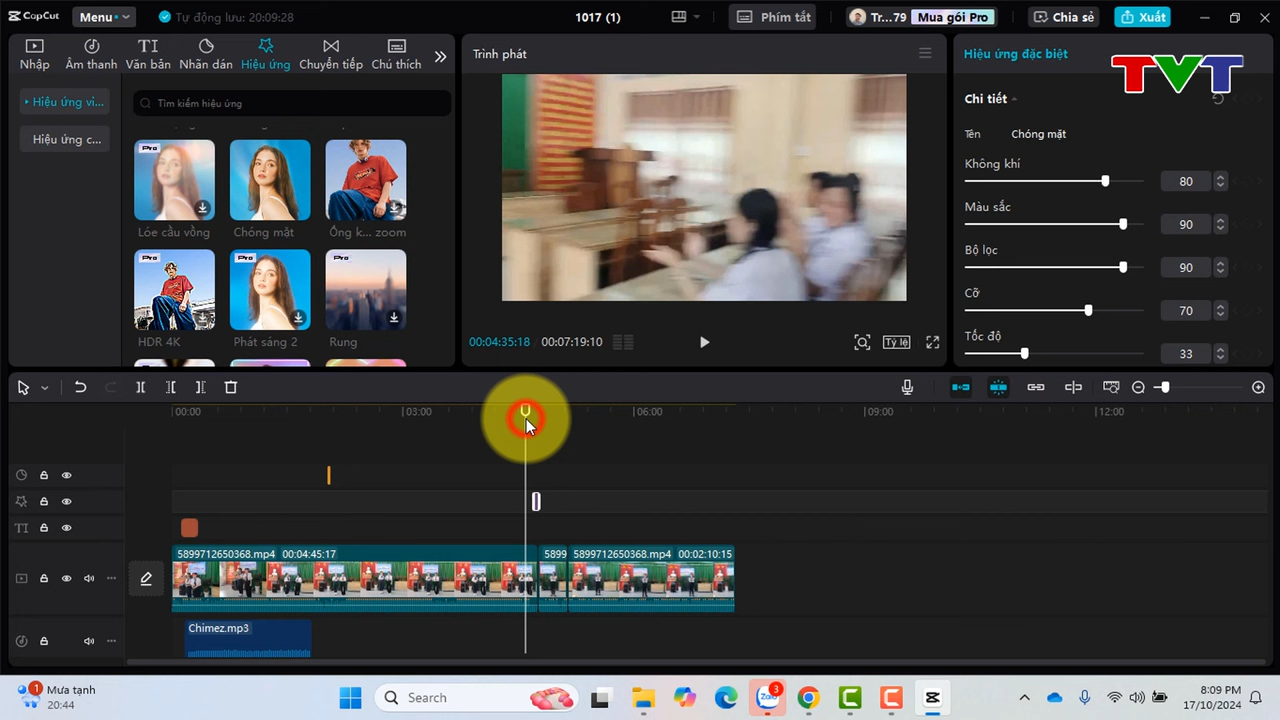 CapCut
Menu
Tự động lưu: 20:09:28
1017 (1)
Phím tắt
Tr...79
Mua gói Pro
Chia sẻ
Xuất
Nhập
Âm thanh
Văn bản
Nhãn d
Hiệu ứng
Chuyển tiếp
Chú thích
Hiệu ứng vi...
Hiệu ứng c...
Tìm kiếm hiệu ứng
Pro
Lóe cầu vồng
Chóng mặt
Ống k... zoom
Pro
Pro
Pro
HDR 4K
Phát sáng 2
Rung
Trình phát
00:04:35:18
00:07:19:10
Tỷ lệ
Hiệu ứng đặc biệt
TVT
Chi tiết
Tên
Chóng mặt
Không khí
80
Màu sắc
90
Bộ lọc
90
Cỡ
70
Tốc độ
33
00:00
03:00
06:00
09:00
12:00
5899712650368.mp4 00:04:45:17
5899
5899712650368.mp4 00:02:10:15
Chimez.mp3
1
Mưa tạnh
20:44
Search
Zalo
3
8:09 PM
17/10/2024